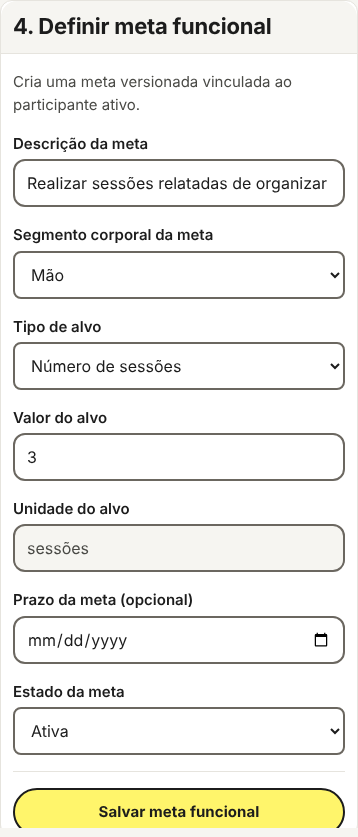 4. Definir meta funcional
Cria uma meta versionada vinculada ao
participante ativo.
Descrição da meta
Realizar sessões relatadas de organizar
Segmento corporal da meta
Mão
Tipo de alvo
Número de sessões
Valor do alvo
3
Unidade do alvo
sessões
Prazo da meta (opcional)
mm/dd/yyyy
Estado da meta
Ativa
Salvar meta funcional